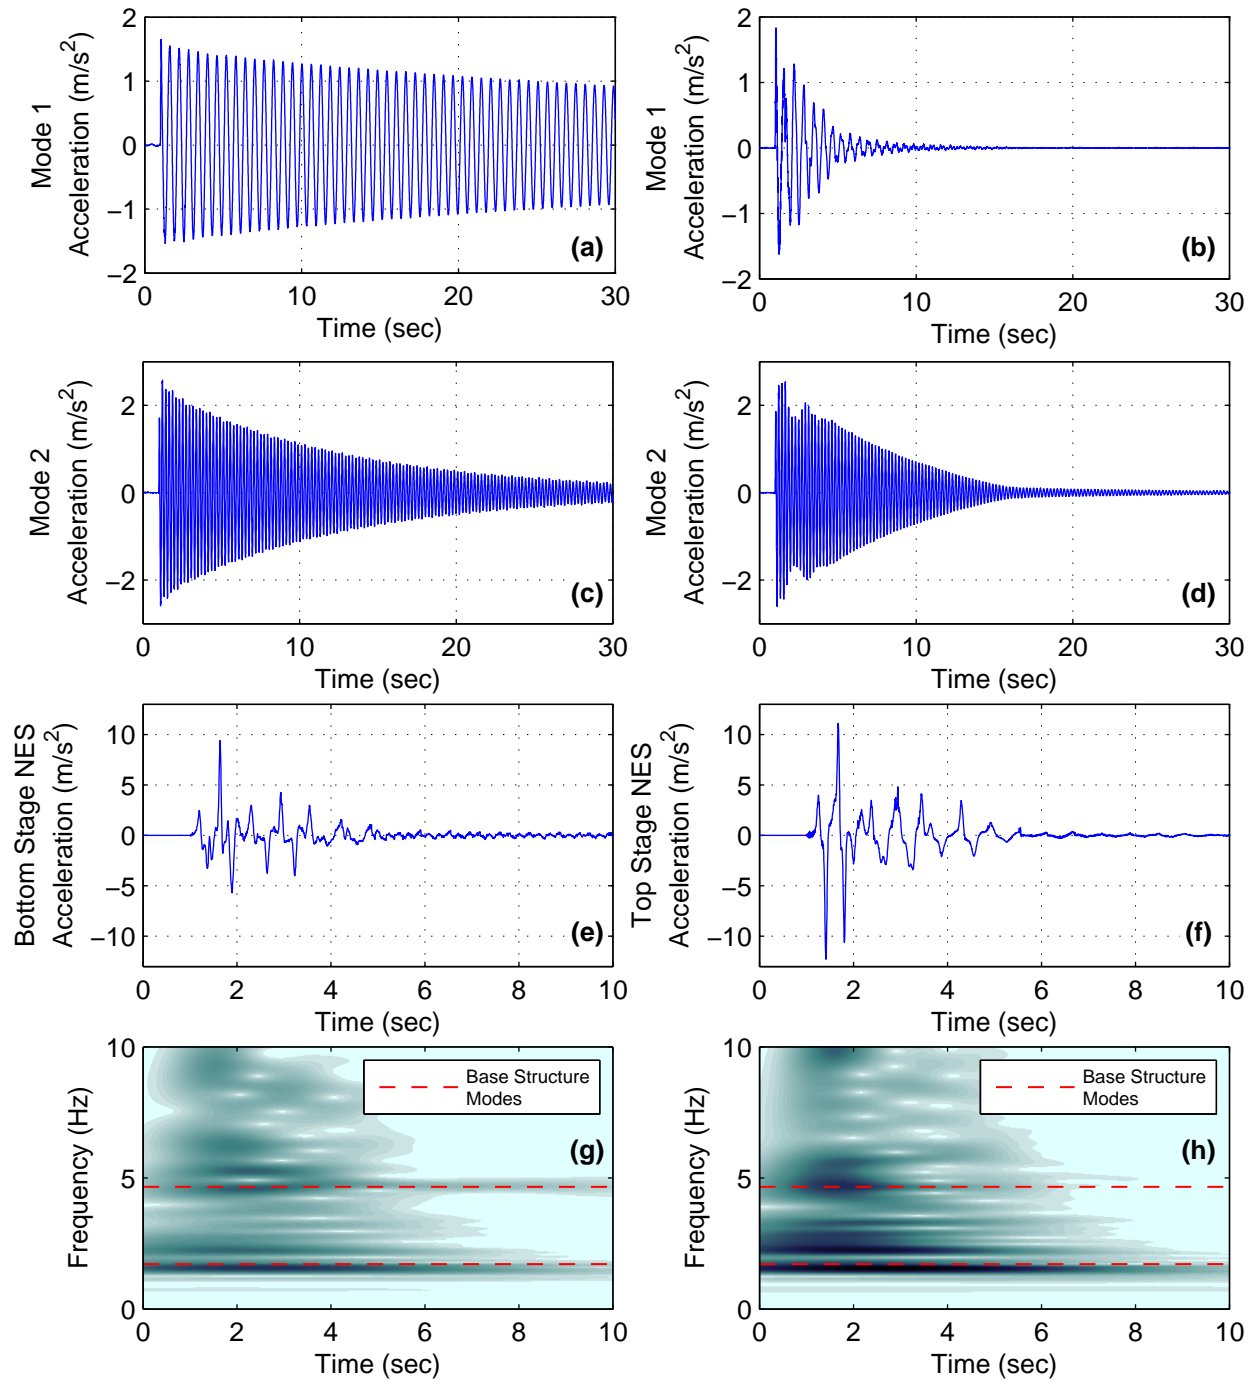 Mode 1
Acceleration (m/s²)
2
1
0
−1
−2
0
10
20
30
Time (sec)
(a)
Mode 1
Acceleration (m/s²)
2
1
0
−1
−2
0
10
20
30
Time (sec)
(b)
Mode 2
Acceleration (m/s²)
2
0
−2
0
10
20
30
Time (sec)
(c)
Mode 2
Acceleration (m/s²)
2
0
−2
0
10
20
30
Time (sec)
(d)
Bottom Stage NES
Acceleration (m/s²)
10
5
0
−5
−10
0
2
4
6
8
10
Time (sec)
(e)
Top Stage NES
Acceleration (m/s²)
10
5
0
−5
−10
0
2
4
6
8
10
Time (sec)
(f)
Frequency (Hz)
10
5
0
0
2
4
6
8
10
Time (sec)
Base Structure
Modes
(g)
Frequency (Hz)
10
5
0
0
2
4
6
8
10
Time (sec)
Base Structure
Modes
(h)